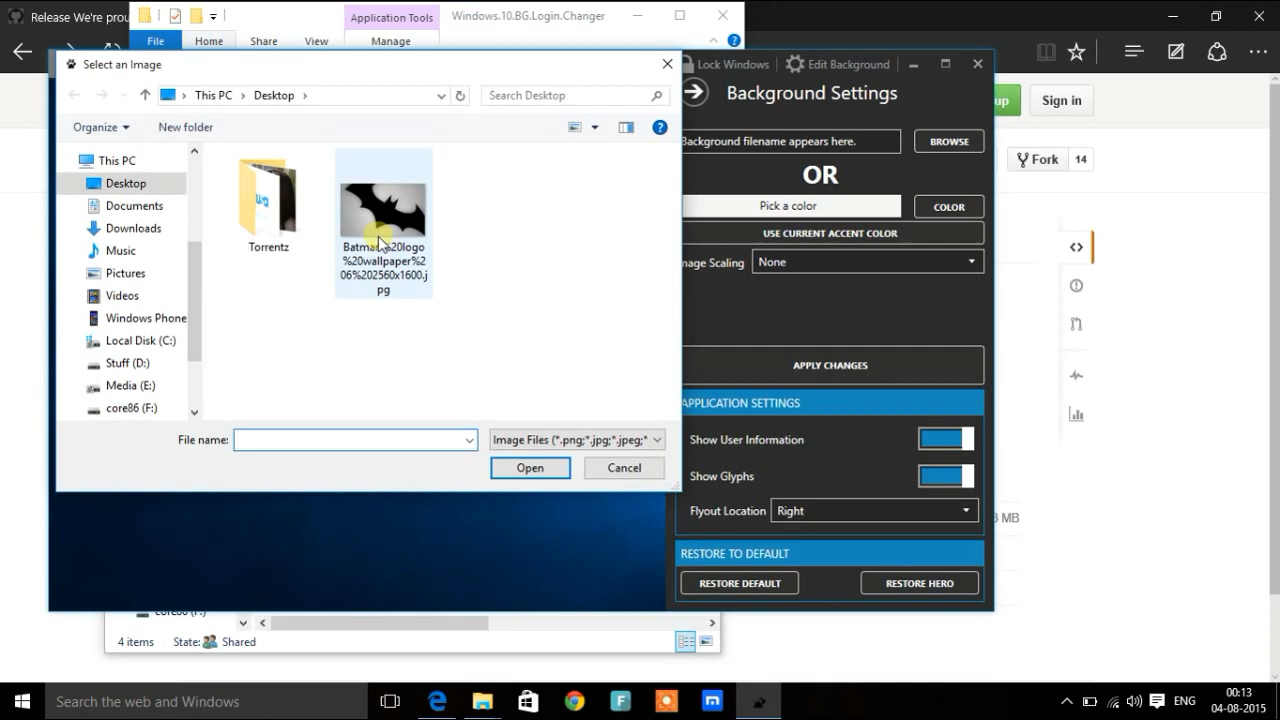 Release We're prou
Application Tools
Windows.10.BG.Login.Changer
File
Home
Share
View
Manage
Select an Image
Lock Windows
Edit Background
This PC
Desktop
Search Desktop
Organize
New folder
This PC
Desktop
Documents
Downloads
Music
Pictures
Videos
Windows Phone
Local Disk (C:)
Stuff (D:)
Media (E:)
core86 (F:)
Torrentz
%20logo
%20wallpaper%2
06%202560x1600.j
pg
File name:
Image Files (*.png;*.jpg;*.jpeg;*
Open
Cancel
Background Settings
Background filename appears here.
BROWSE
OR
Pick a color
COLOR
USE CURRENT ACCENT COLOR
mage Scaling
None
APPLY CHANGES
APPLICATION SETTINGS
Show User Information
Show Glyphs
Flyout Location
Right
RESTORE TO DEFAULT
RESTORE DEFAULT
RESTORE HERO
up
Sign in
Fork
14
MB
4 items
State:
Shared
Search the web and Windows
ENG
00:13
04-08-2015